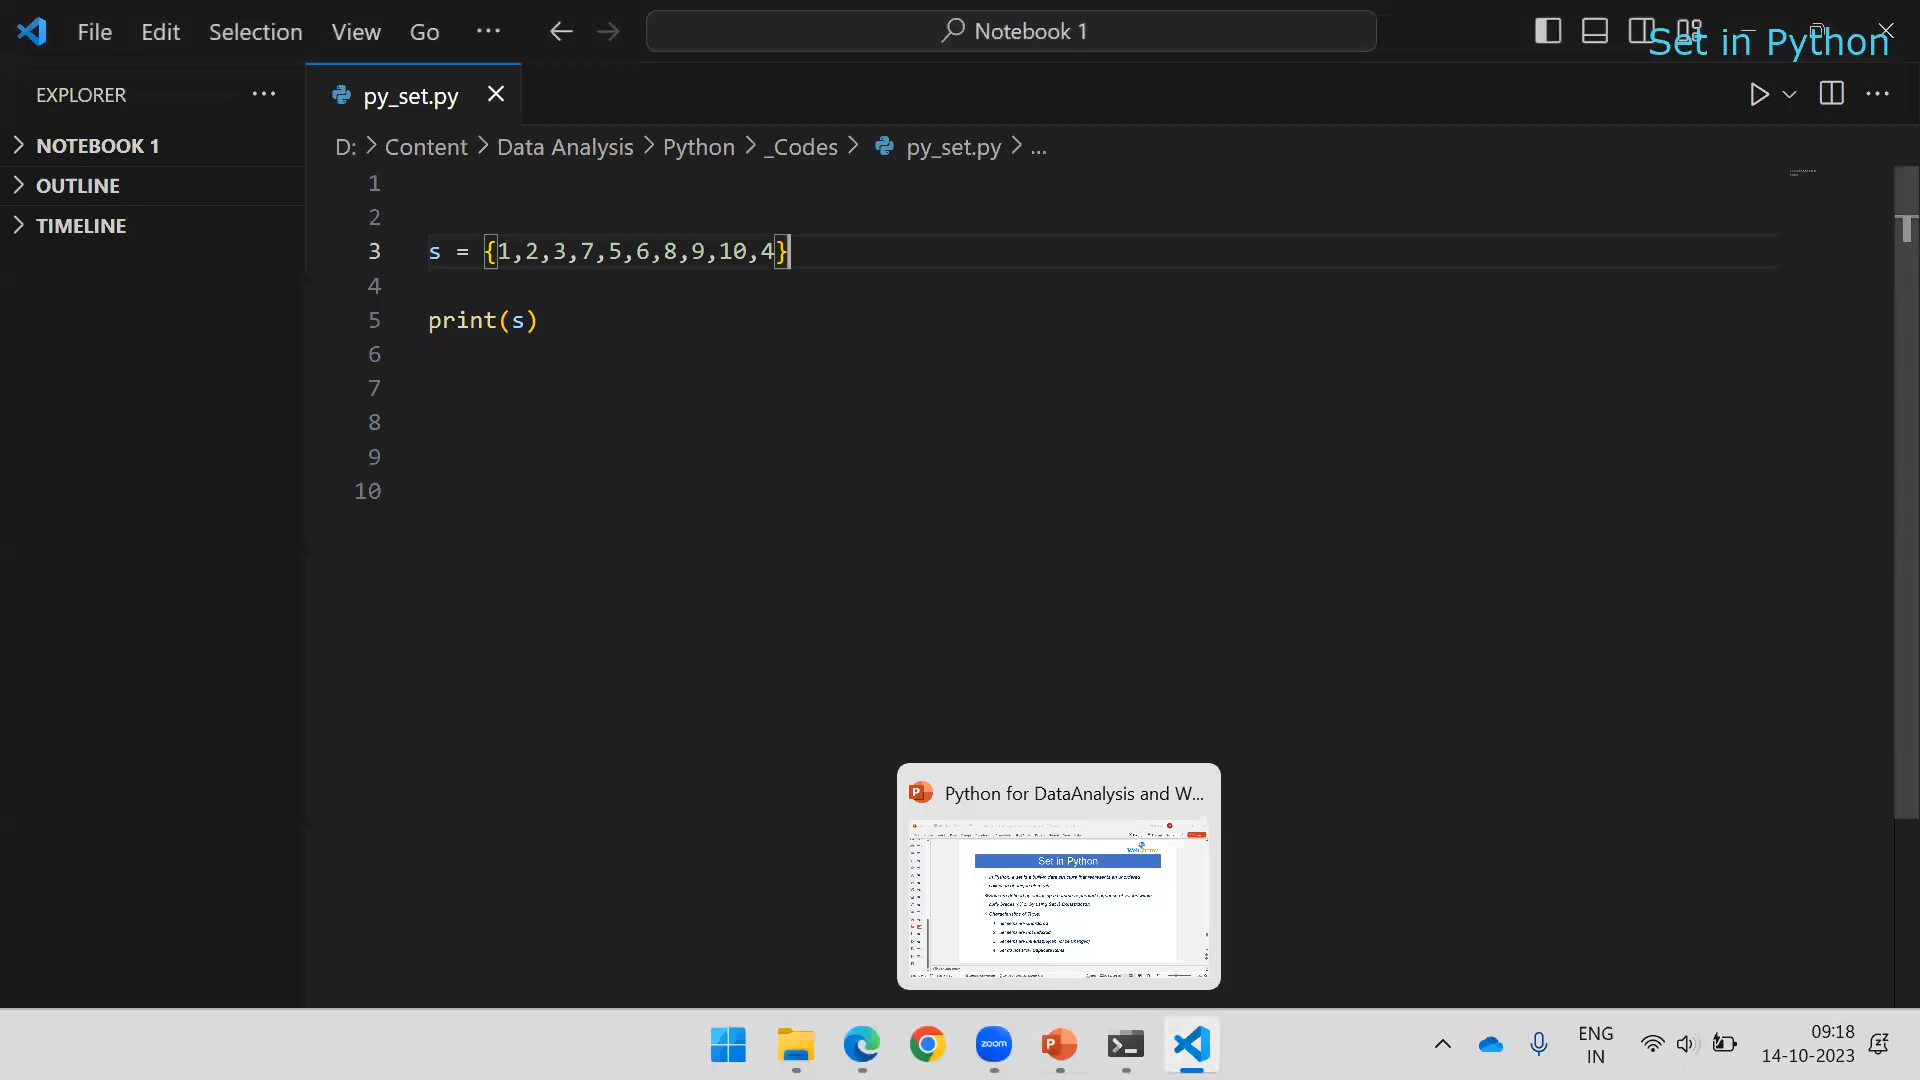 File Edit Selection View Go ··· Notebook 1
Set in Python
EXPLORER ···
py_set.py
NOTEBOOK 1
OUTLINE
TIMELINE
D: > Content > Data Analysis > Python > _Codes > py_set.py > ...
1
2
3 s = {1,2,3,7,5,6,8,9,10,4}
4
5 print(s)
6
7
8
9
10
Python for DataAnalysis and W...
Set in Python
zoom
ENG
IN
09:18
14-10-2023